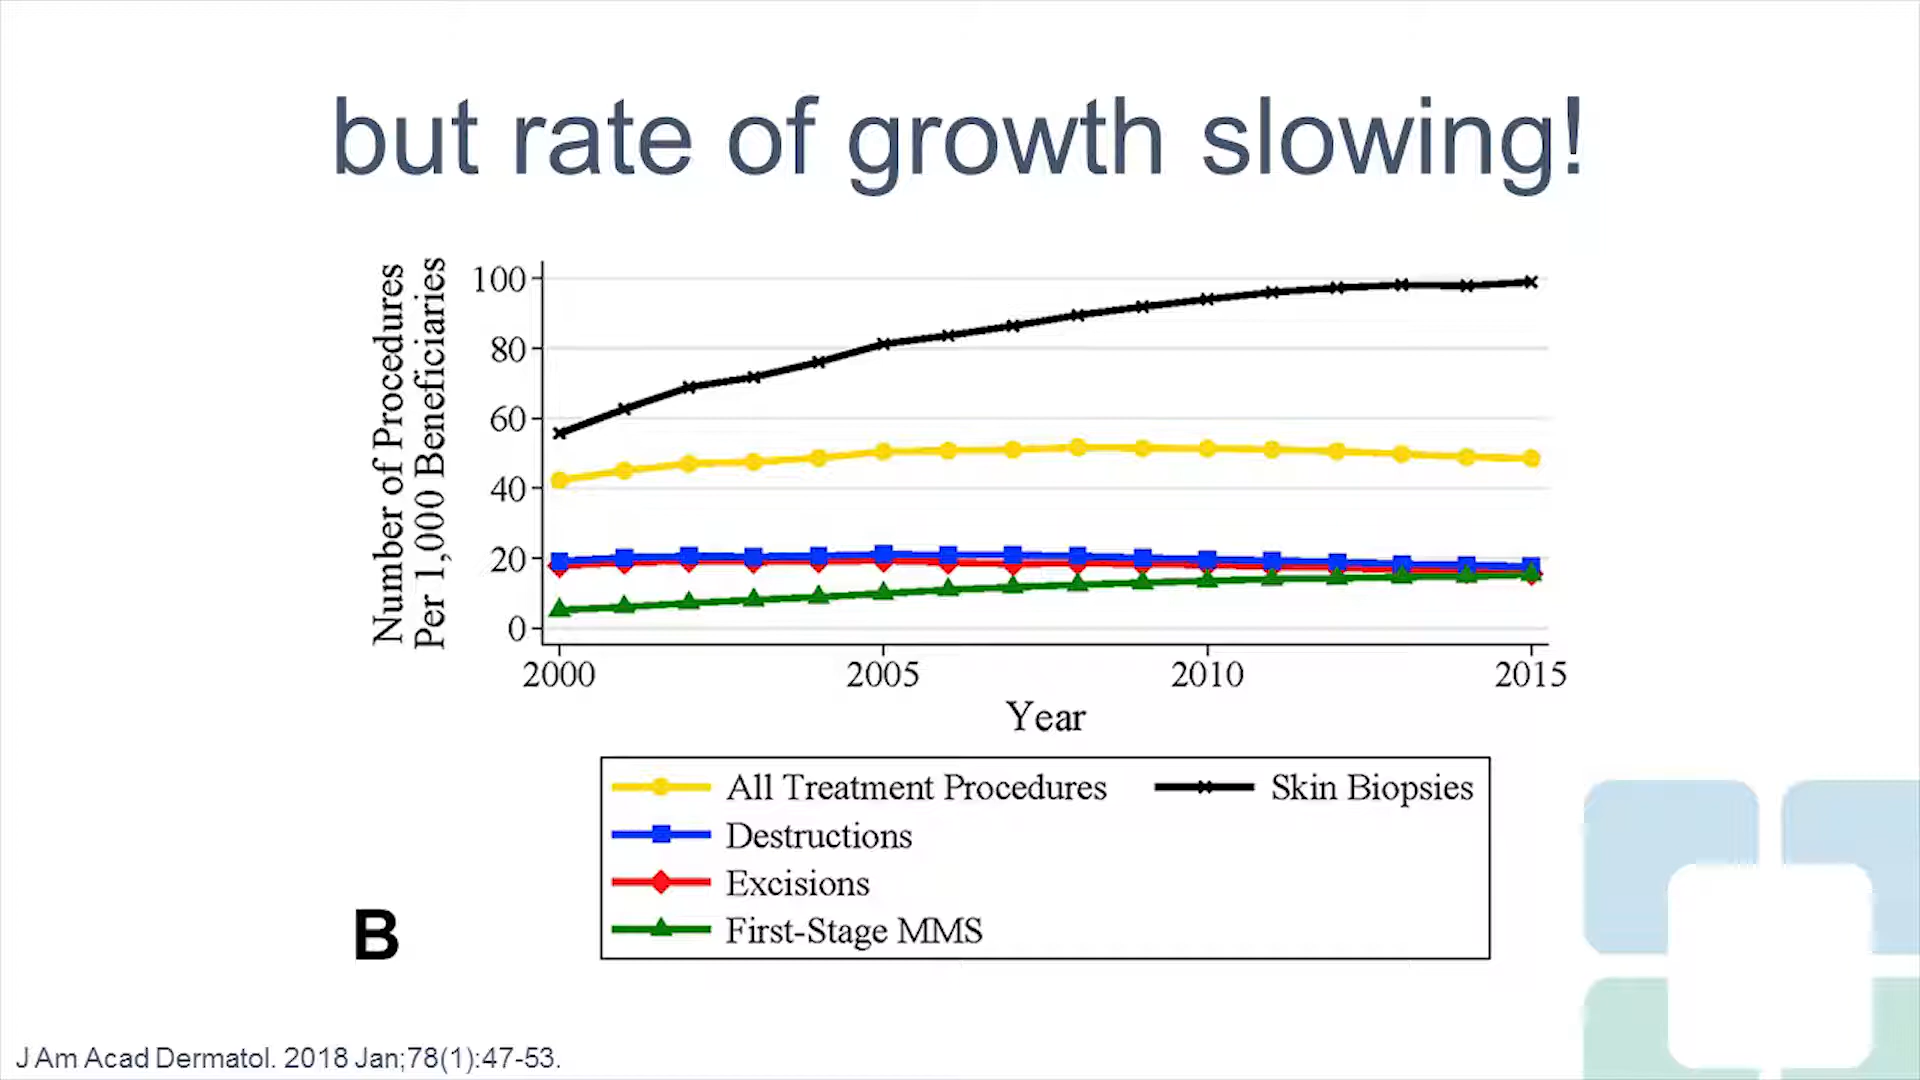 but rate of growth slowing!
Number of Procedures
Per 1,000 Beneficiaries
100
80
60
40
20
0
2000 2005 2010 2015
Year
All Treatment Procedures Skin Biopsies
Destructions
Excisions
First-Stage MMS
B
J Am Acad Dermatol. 2018 Jan;78(1):47-53.